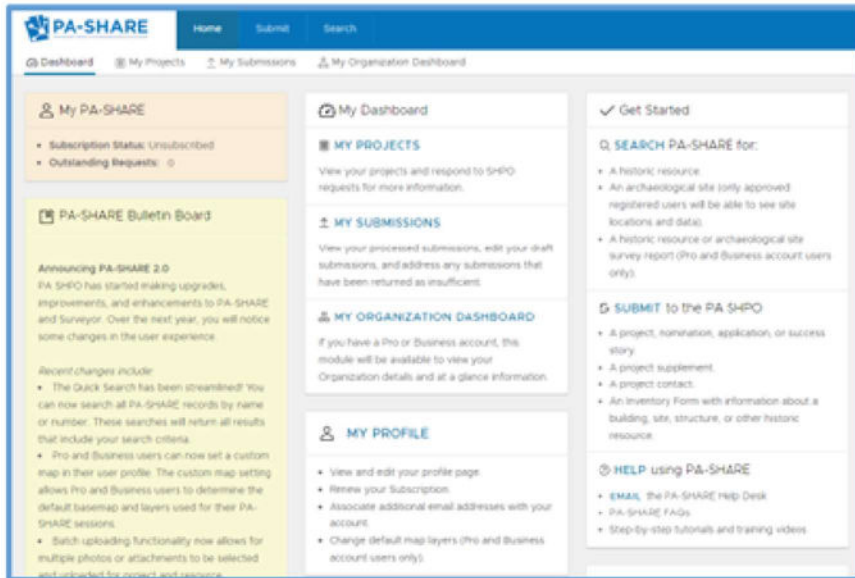 PA-SHARE
Home
Submit
Search
Dashboard
My Projects
My Submissions
My Organization Dashboard
My PA-SHARE
• Subscription Status: Unsubscribed
• Outstanding Requests: 0
PA-SHARE Bulletin Board
Announcing PA-SHARE 2.0
PA SHPO has started making upgrades,
improvements, and enhancements to PA-SHARE
and Surveyor. Over the next year, you will notice
some changes in the user experience.
Recent changes include:
• The Quick Search has been streamlined! You
can now search all PA-SHARE records by name
or number. These searches will return all results
that include your search criteria.
• Pro and Business users can now set a custom
map in their user profile. The custom map setting
allows Pro and Business users to determine the
default basemap and layers used for their PA-
SHARE sessions.
• Batch uploading functionality now allows for
multiple photos or attachments to be selected
and uploaded for project and resource
My Dashboard
MY PROJECTS
View your projects and respond to SHPO
requests for more information.
MY SUBMISSIONS
View your processed submissions, edit your draft
submissions, and address any submissions that
have been returned as insufficient.
MY ORGANIZATION DASHBOARD
If you have a Pro or Business account, this
module will be available to view your
Organization details and at a glance information.
MY PROFILE
• View and edit your profile page.
• Renew your Subscription.
• Associate additional email addresses with your
account.
• Change default map layers (Pro and Business
account users only).
Get Started
SEARCH PA-SHARE for:
• A historic resource.
• An archaeological site (only approved
registered users will be able to see site
locations and data).
• A historic resource or archaeological site
survey report (Pro and Business account users
only).
SUBMIT to the PA SHPO
• A project, nomination, application, or success
story.
• A project supplement.
• A project contact.
• An Inventory Form with information about a
building, site, structure, or other historic
resource.
HELP using PA-SHARE
• EMAIL the PA-SHARE Help Desk
• PA-SHARE FAQs
• Step-by-step tutorials and training videos